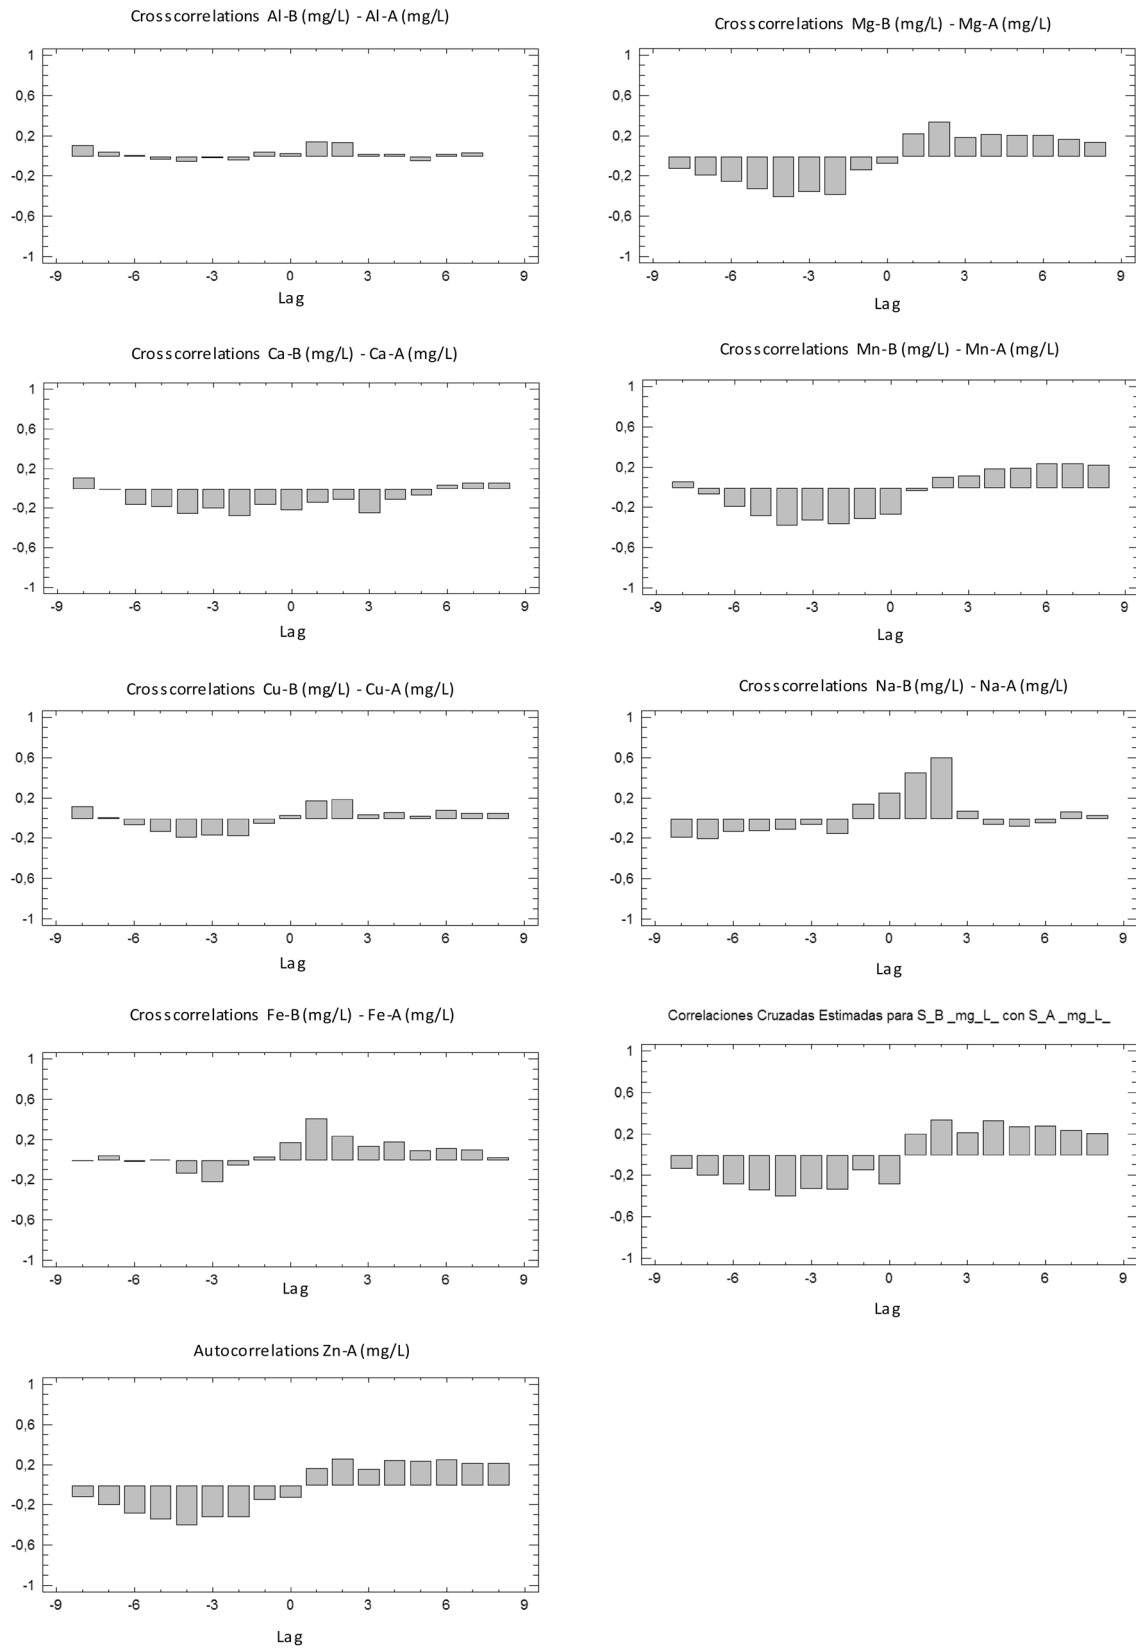 Crosscorrelations Al-B (mg/L) - Al-A (mg/L)
1
0,6
0,2
-0,2
-0,6
-1
-9 -6 -3 0 3 6 9
Lag
Crosscorrelations Mg-B (mg/L) - Mg-A (mg/L)
1
0,6
0,2
-0,2
-0,6
-1
-9 -6 -3 0 3 6 9
Lag
Crosscorrelations Ca-B (mg/L) - Ca-A (mg/L)
1
0,6
0,2
-0,2
-0,6
-1
-9 -6 -3 0 3 6 9
Lag
Crosscorrelations Mn-B (mg/L) - Mn-A (mg/L)
1
0,6
0,2
-0,2
-0,6
-1
-9 -6 -3 0 3 6 9
Lag
Crosscorrelations Cu-B (mg/L) - Cu-A (mg/L)
1
0,6
0,2
-0,2
-0,6
-1
-9 -6 -3 0 3 6 9
Lag
Crosscorrelations Na-B (mg/L) - Na-A (mg/L)
1
0,6
0,2
-0,2
-0,6
-1
-9 -6 -3 0 3 6 9
Lag
Crosscorrelations Fe-B (mg/L) - Fe-A (mg/L)
1
0,6
0,2
-0,2
-0,6
-1
-9 -6 -3 0 3 6 9
Lag
Correlaciones Cruzadas Estimadas para S_B _mg_L_ con S_A _mg_L_
1
0,6
0,2
-0,2
-0,6
-1
-9 -6 -3 0 3 6 9
Lag
Autocorrelations Zn-A (mg/L)
1
0,6
0,2
-0,2
-0,6
-1
-9 -6 -3 0 3 6 9
Lag